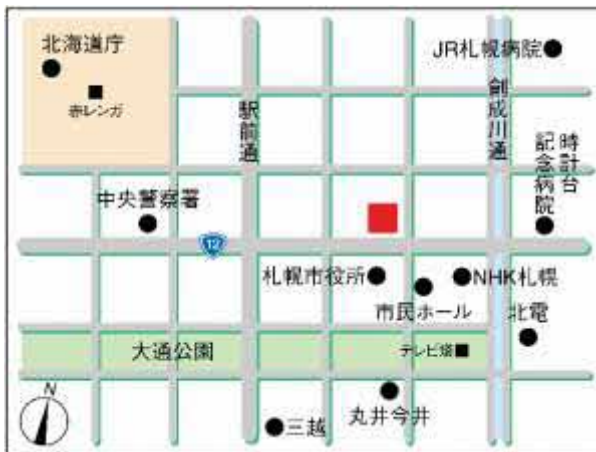 北海道庁
赤レンガ
JR札幌病院
駅前通
創成川通
時計台
記念病院
中央警察署
12
札幌市役所
NHK札幌
市民ホール
北電
大通公園
テレビ塔
丸井今井
三越
N